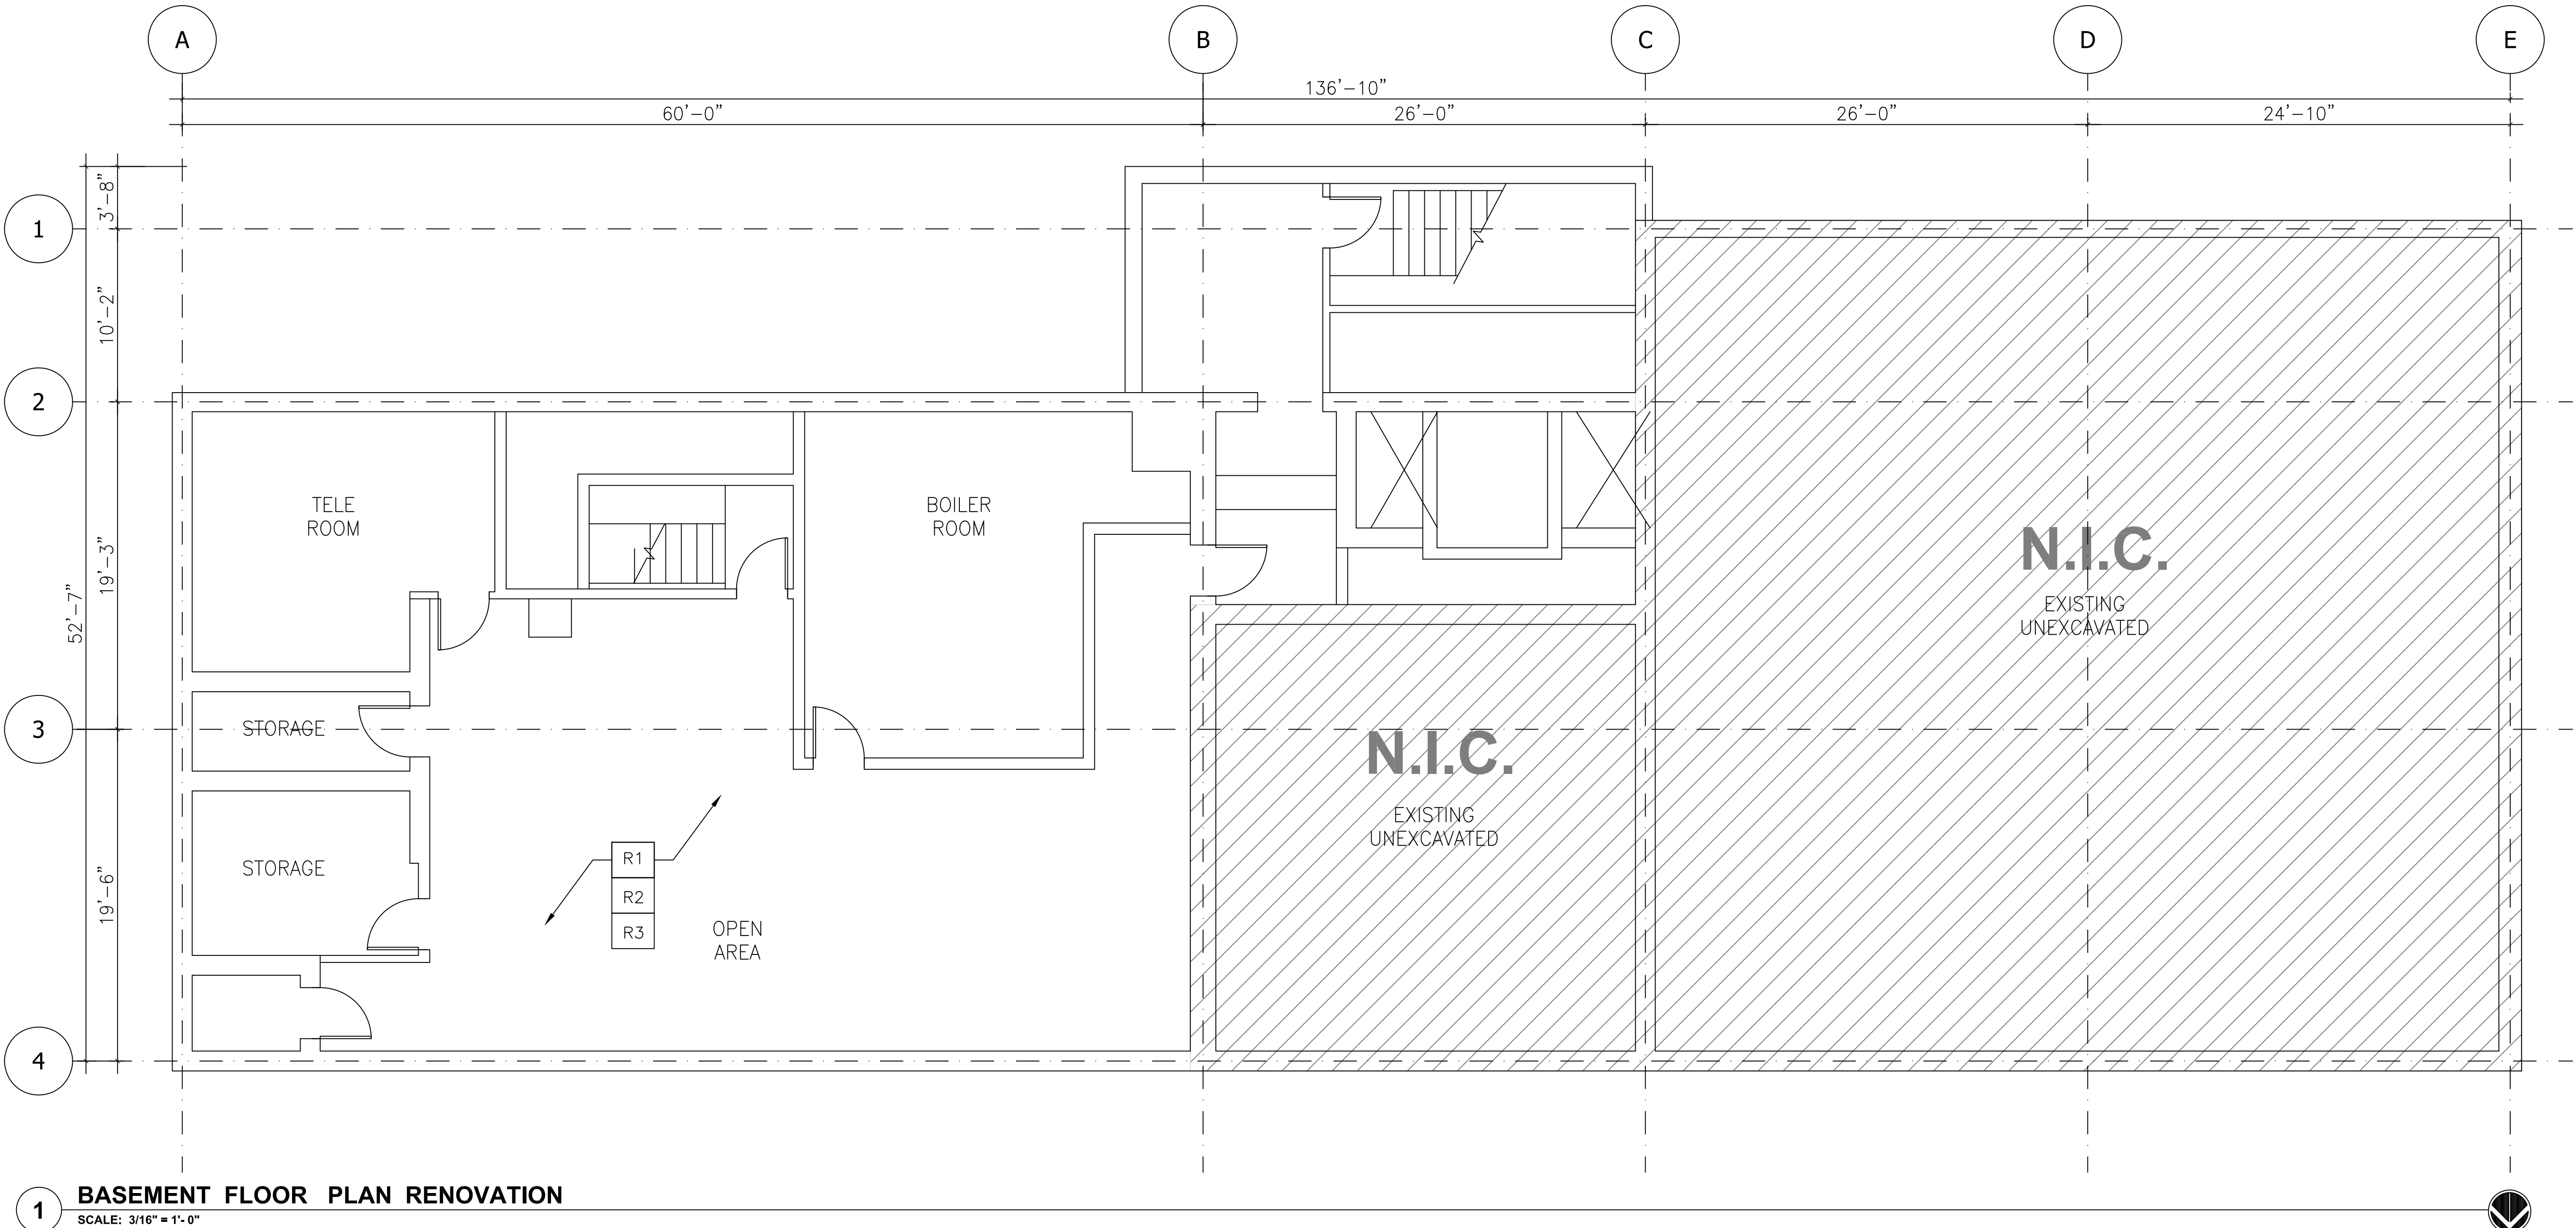 A
B
C
D
E
136'-10"
60'-0"
26'-0"
26'-0"
24'-10"
3'-8"
1
10'-2"
2
TELE
ROOM
BOILER
ROOM
19'-3"
N.I.C.
EXISTING
UNEXCAVATED
52'-7"
3
STORAGE
N.I.C.
EXISTING
UNEXCAVATED
STORAGE
19'-6"
R1
R2
R3
OPEN
AREA
4
1
BASEMENT FLOOR PLAN RENOVATION
SCALE: 3/16" = 1'- 0"